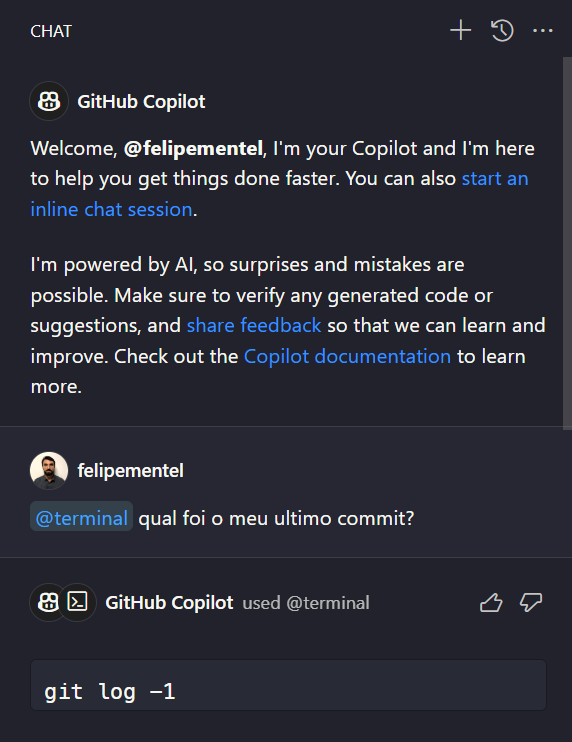 CHAT
GitHub Copilot
Welcome, @felipementel, I'm your Copilot and I'm here
to help you get things done faster. You can also start an
inline chat session.
I'm powered by AI, so surprises and mistakes are
possible. Make sure to verify any generated code or
suggestions, and share feedback so that we can learn and
improve. Check out the Copilot documentation to learn
more.
felipementel
@terminal qual foi o meu ultimo commit?
GitHub Copilot used @terminal
git log -1